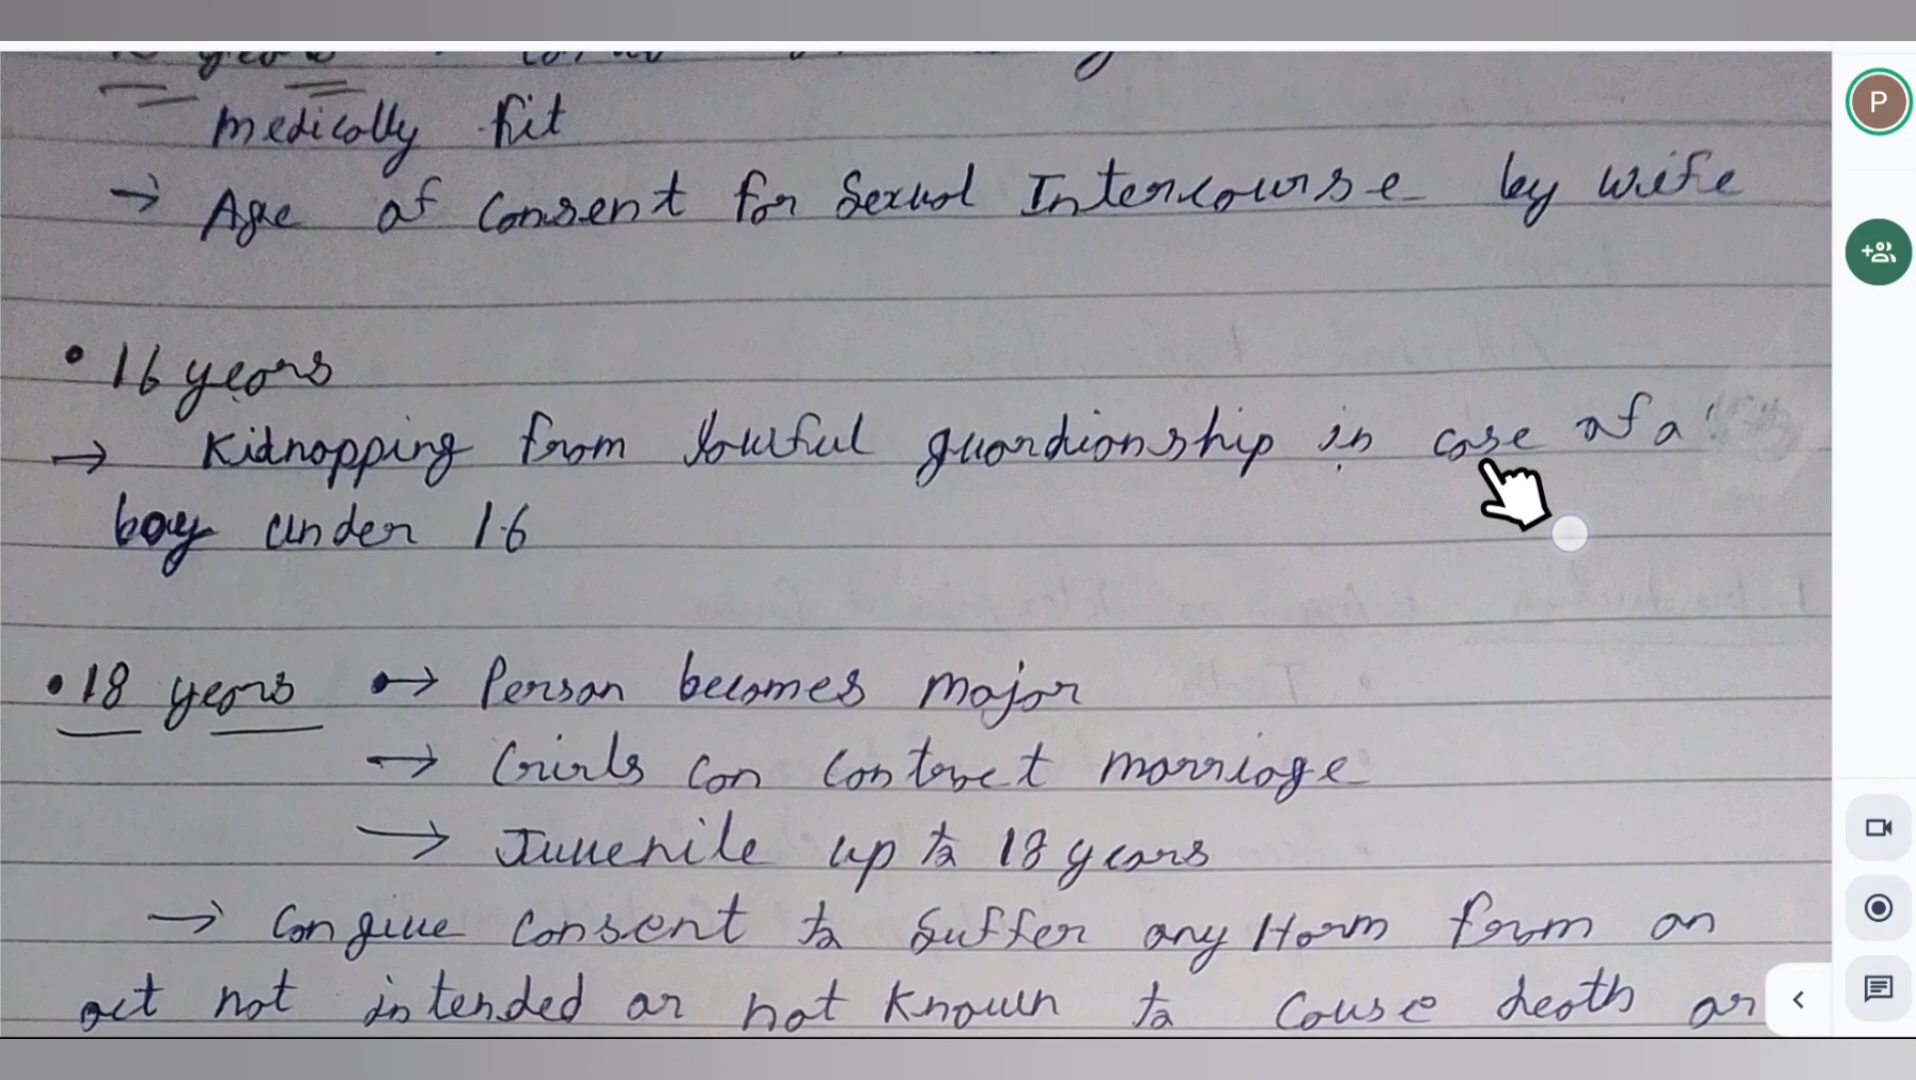 years
medically fit
→ Age of Consent for Sexual Intercourse by wife
• 16 years
→ Kidnapping from lawful guardianship in case of a
boy under 16
• 18 years •→ Person becomes major
→ Girls can contract marriage
→ Juvenile up to 18 years
→ Can give consent to suffer any Harm from an
act not intended or not known to cause death or
P